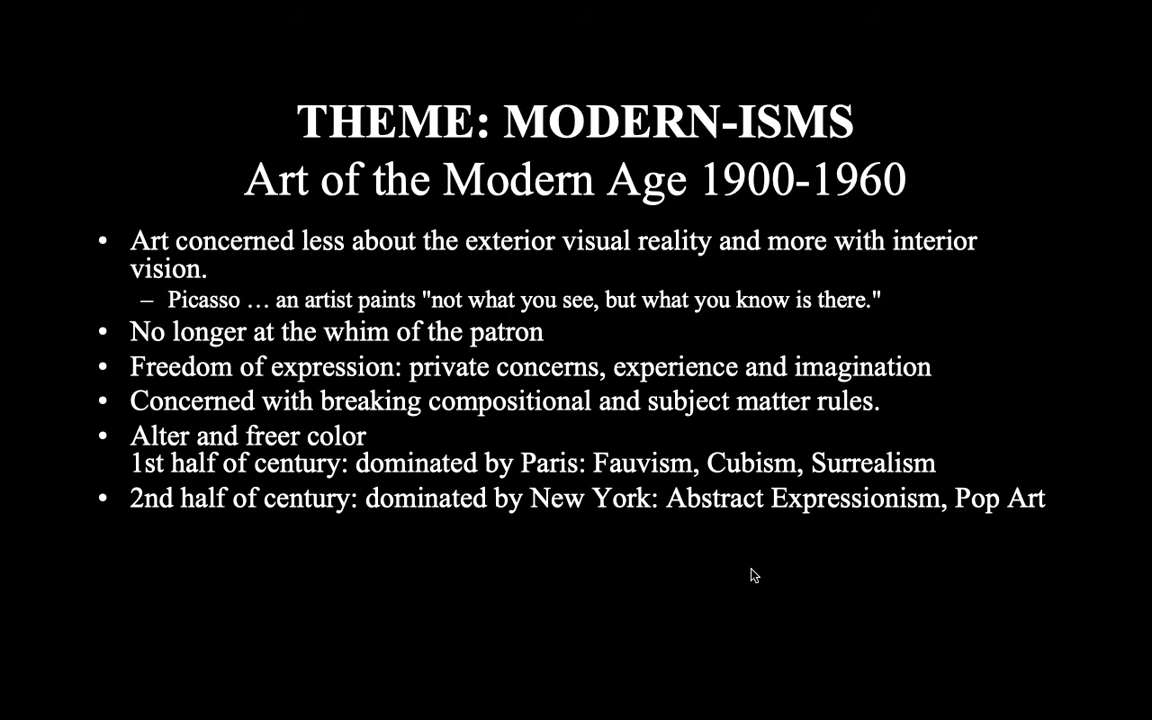 THEME: MODERN-ISMS
Art of the Modern Age 1900-1960
• Art concerned less about the exterior visual reality and more with interior
vision.
– Picasso … an artist paints "not what you see, but what you know is there."
• No longer at the whim of the patron
• Freedom of expression: private concerns, experience and imagination
• Concerned with breaking compositional and subject matter rules.
• Alter and freer color
1st half of century: dominated by Paris: Fauvism, Cubism, Surrealism
• 2nd half of century: dominated by New York: Abstract Expressionism, Pop Art